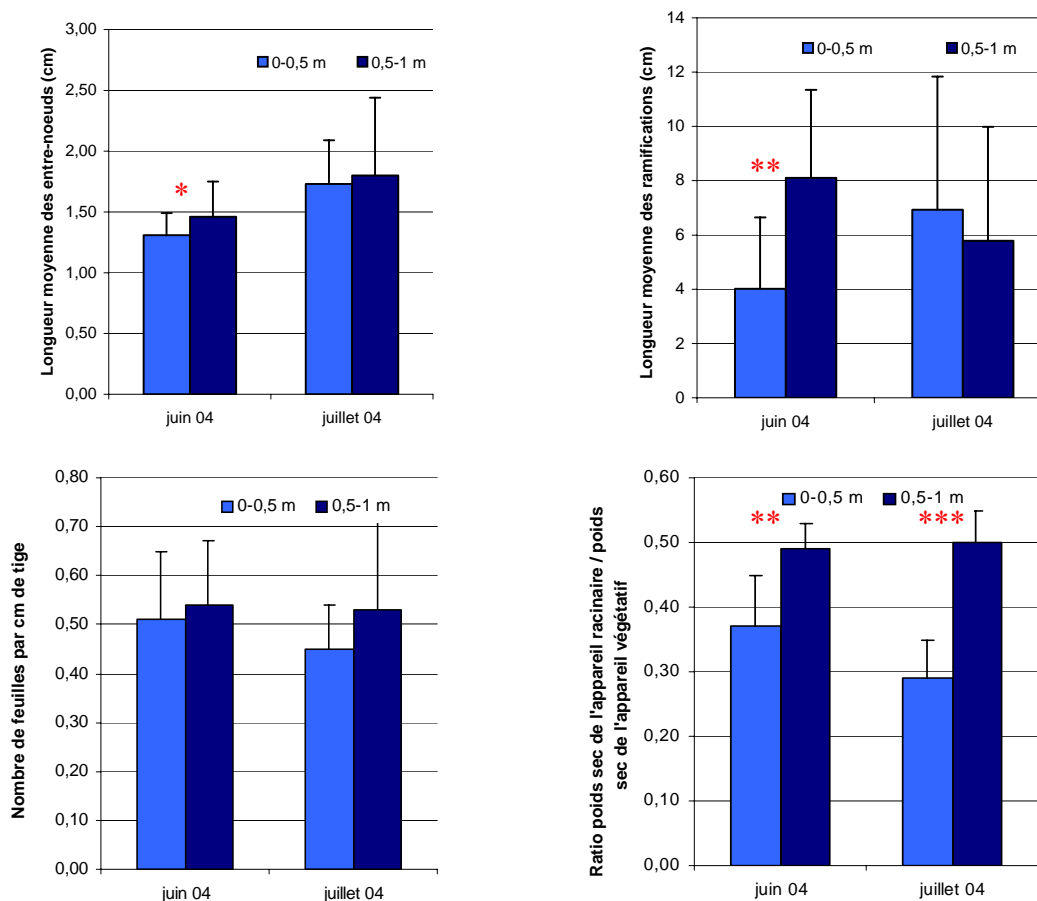 Longueur moyenne des entre-noeuds (cm)
3,00
2,50
2,00
1,50
1,00
0,50
0,00
0-0,5 m 0,5-1 m
*
juin 04 juillet 04
Longueur moyenne des ramifications (cm)
14
12
10
8
6
4
2
0
0-0,5 m 0,5-1 m
**
juin 04 juillet 04
Nombre de feuilles par cm de tige
0,80
0,70
0,60
0,50
0,40
0,30
0,20
0,10
0,00
0-0,5 m 0,5-1 m
juin 04 juillet 04
Ratio poids sec de l'appareil racinaire / poids
sec de l'appareil végétatif
0,60
0,50
0,40
0,30
0,20
0,10
0,00
0-0,5 m 0,5-1 m
** ***
juin 04 juillet 04